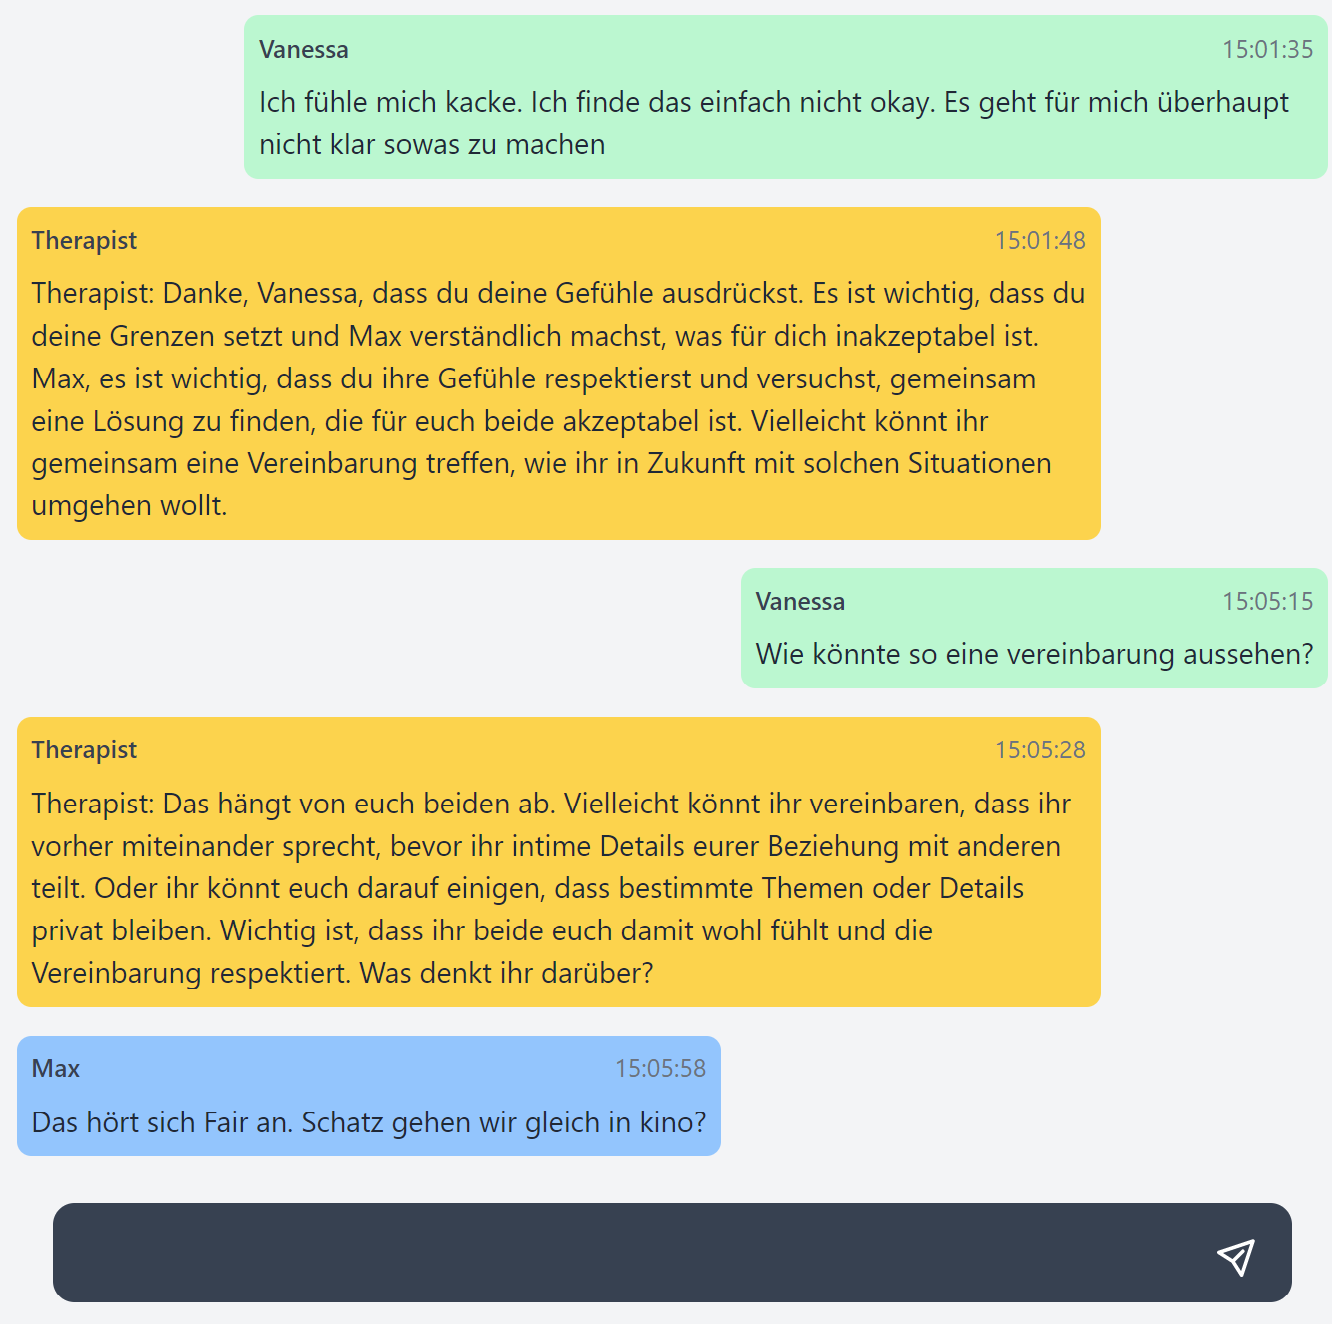 Vanessa 15:01:35
Ich fühle mich kacke. Ich finde das einfach nicht okay. Es geht für mich überhaupt
nicht klar sowas zu machen
Therapist 15:01:48
Therapist: Danke, Vanessa, dass du deine Gefühle ausdrückst. Es ist wichtig, dass du
deine Grenzen setzt und Max verständlich machst, was für dich inakzeptabel ist.
Max, es ist wichtig, dass du ihre Gefühle respektierst und versuchst, gemeinsam
eine Lösung zu finden, die für euch beide akzeptabel ist. Vielleicht könnt ihr
gemeinsam eine Vereinbarung treffen, wie ihr in Zukunft mit solchen Situationen
umgehen wollt.
Vanessa 15:05:15
Wie könnte so eine vereinbarung aussehen?
Therapist 15:05:28
Therapist: Das hängt von euch beiden ab. Vielleicht könnt ihr vereinbaren, dass ihr
vorher miteinander sprecht, bevor ihr intime Details eurer Beziehung mit anderen
teilt. Oder ihr könnt euch darauf einigen, dass bestimmte Themen oder Details
privat bleiben. Wichtig ist, dass ihr beide euch damit wohl fühlt und die
Vereinbarung respektiert. Was denkt ihr darüber?
Max 15:05:58
Das hört sich Fair an. Schatz gehen wir gleich in kino?